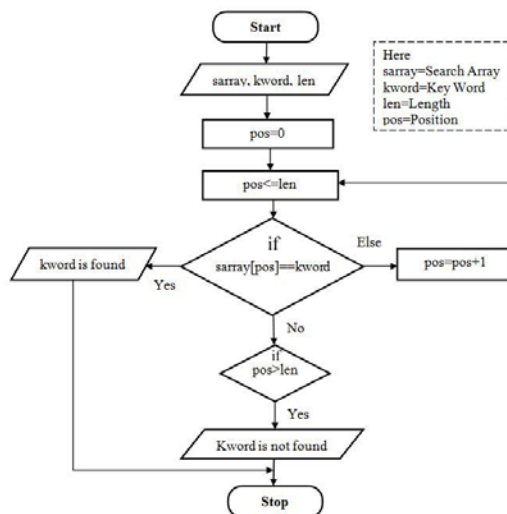 Start
sarray, kword, len
Here
sarray=Search Array
kword=Key Word
len=Length
pos=Position
pos=0
pos<=len
if
sarray[pos]==kword
Else
pos=pos+1
kword is found
Yes
No
if
pos>len
Yes
Kword is not found
Stop